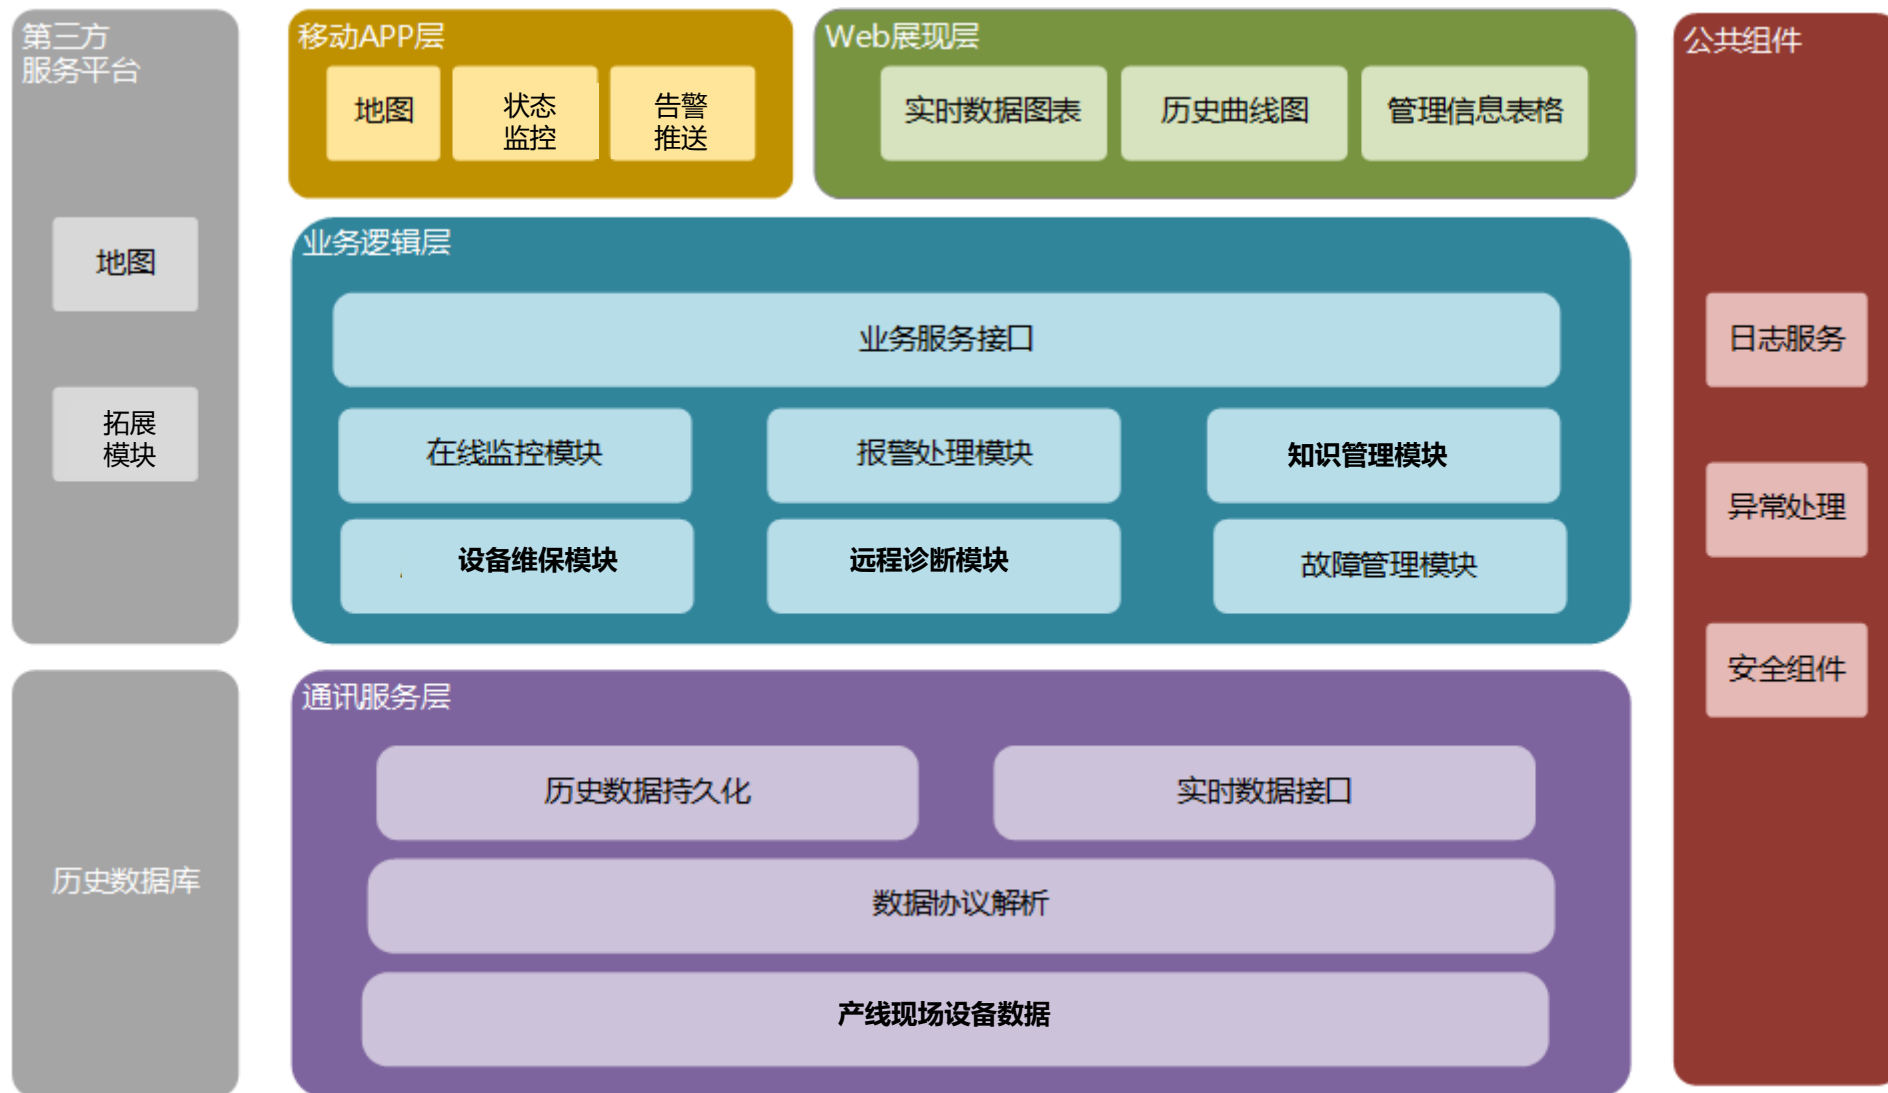 第三方
服务平台
地图
拓展
模块
历史数据库
移动APP层
地图
状态
监控
告警
推送
Web展现层
实时数据图表
历史曲线图
管理信息表格
业务逻辑层
业务服务接口
在线监控模块
报警处理模块
知识管理模块
设备维保模块
远程诊断模块
故障管理模块
通讯服务层
历史数据持久化
实时数据接口
数据协议解析
产线现场设备数据
公共组件
日志服务
异常处理
安全组件